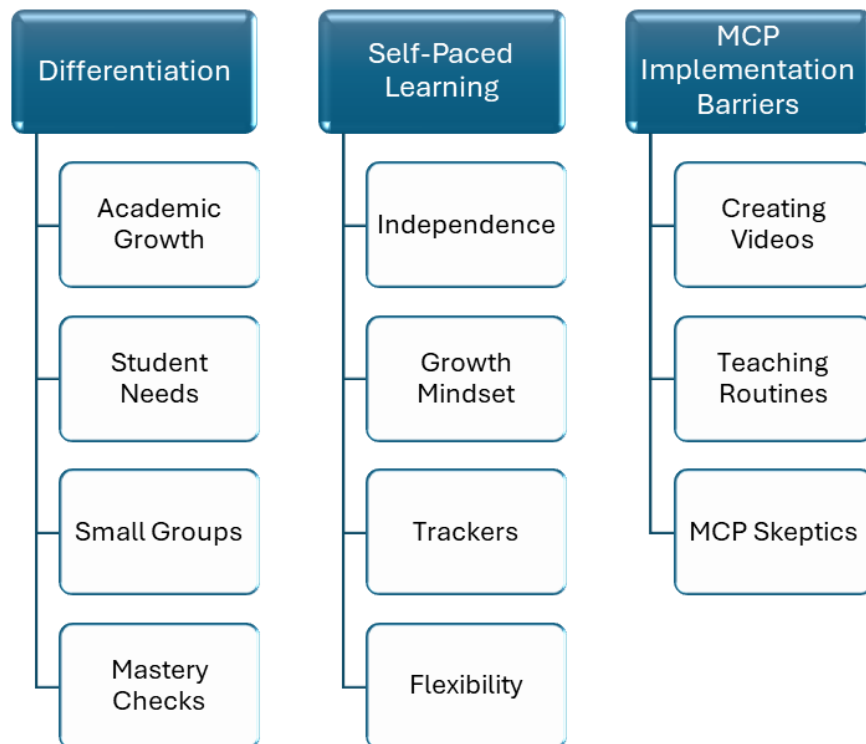 Differentiation
Academic
Growth
Student
Needs
Small Groups
Mastery
Checks
Self-Paced
Learning
Independence
Growth
Mindset
Trackers
Flexibility
MCP
Implementation
Barriers
Creating
Videos
Teaching
Routines
MCP Skeptics